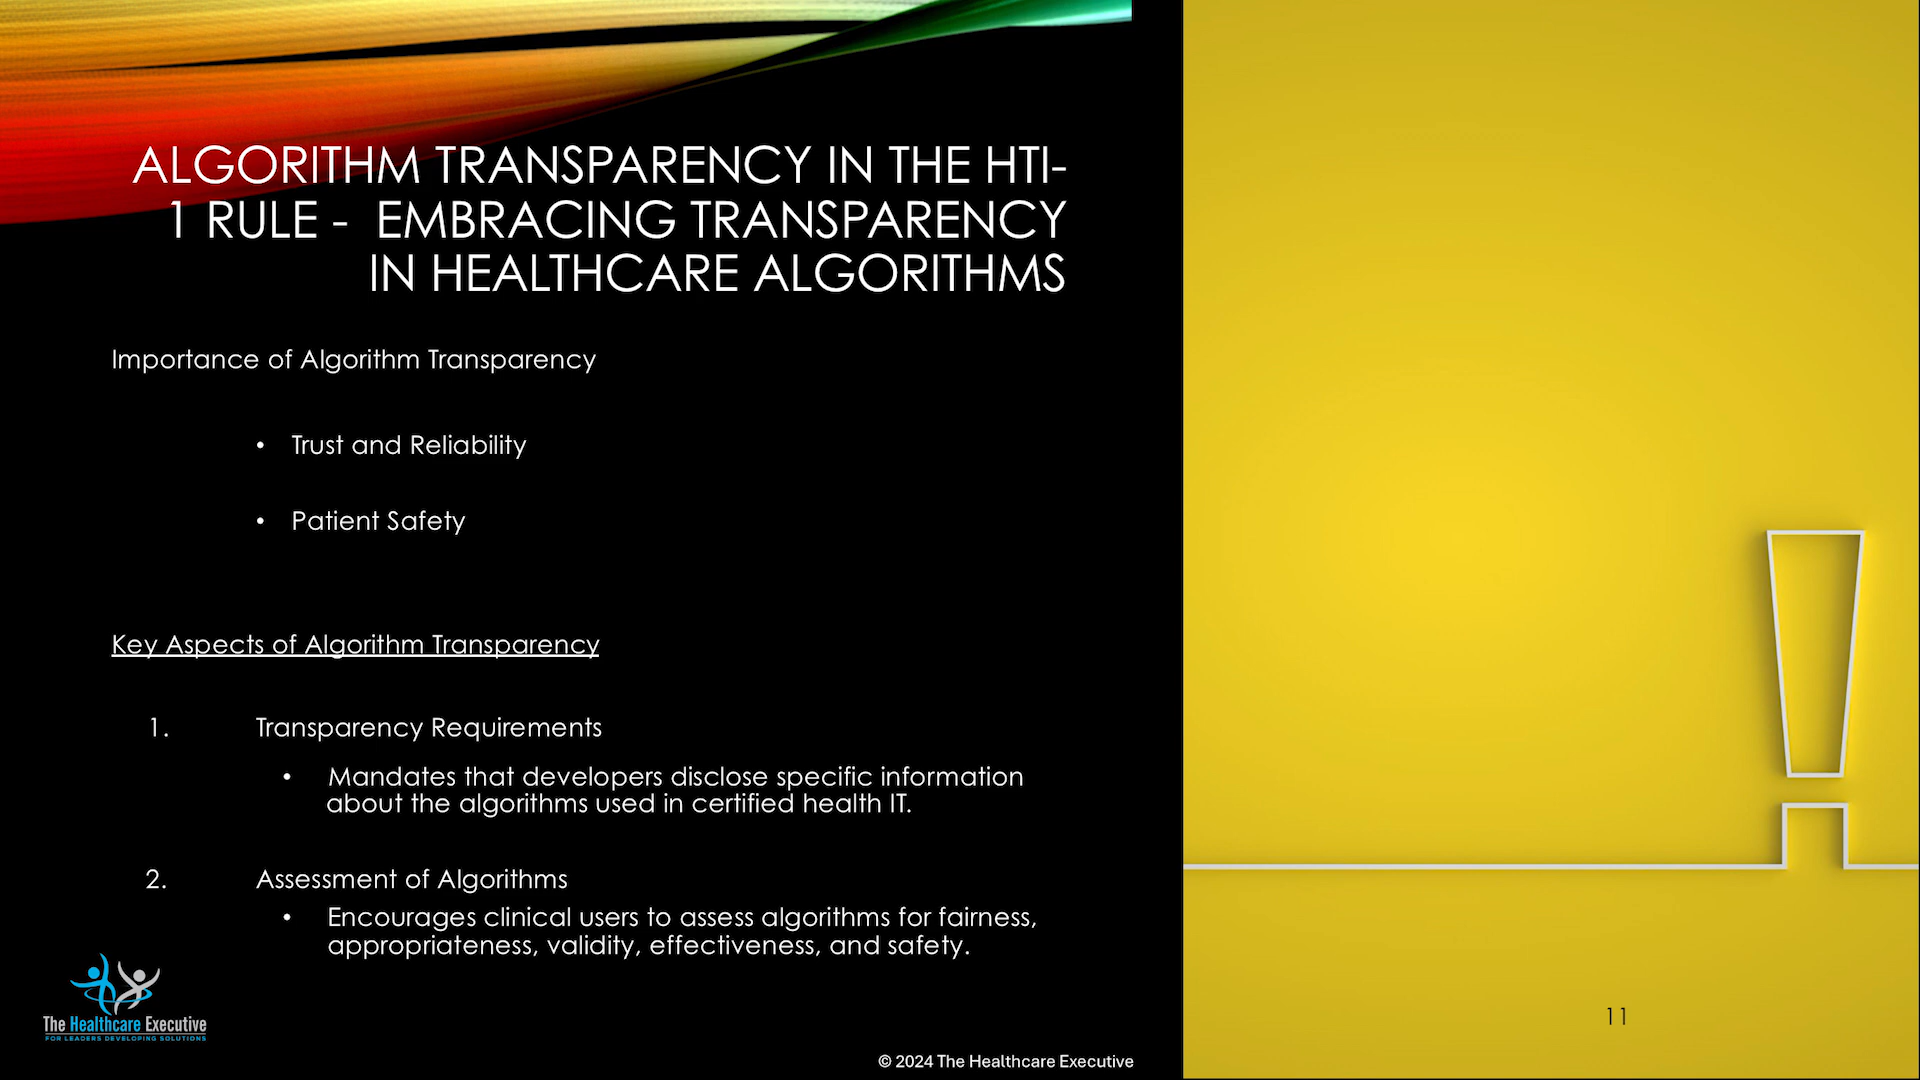 ALGORITHM TRANSPARENCY IN THE HTI-
1 RULE - EMBRACING TRANSPARENCY
IN HEALTHCARE ALGORITHMS
Importance of Algorithm Transparency
• Trust and Reliability
• Patient Safety
Key Aspects of Algorithm Transparency
1. Transparency Requirements
• Mandates that developers disclose specific information
about the algorithms used in certified health IT.
2. Assessment of Algorithms
• Encourages clinical users to assess algorithms for fairness,
appropriateness, validity, effectiveness, and safety.
The Healthcare Executive
FOR LEADERS DEVELOPING SOLUTIONS
11
© 2024 The Healthcare Executive